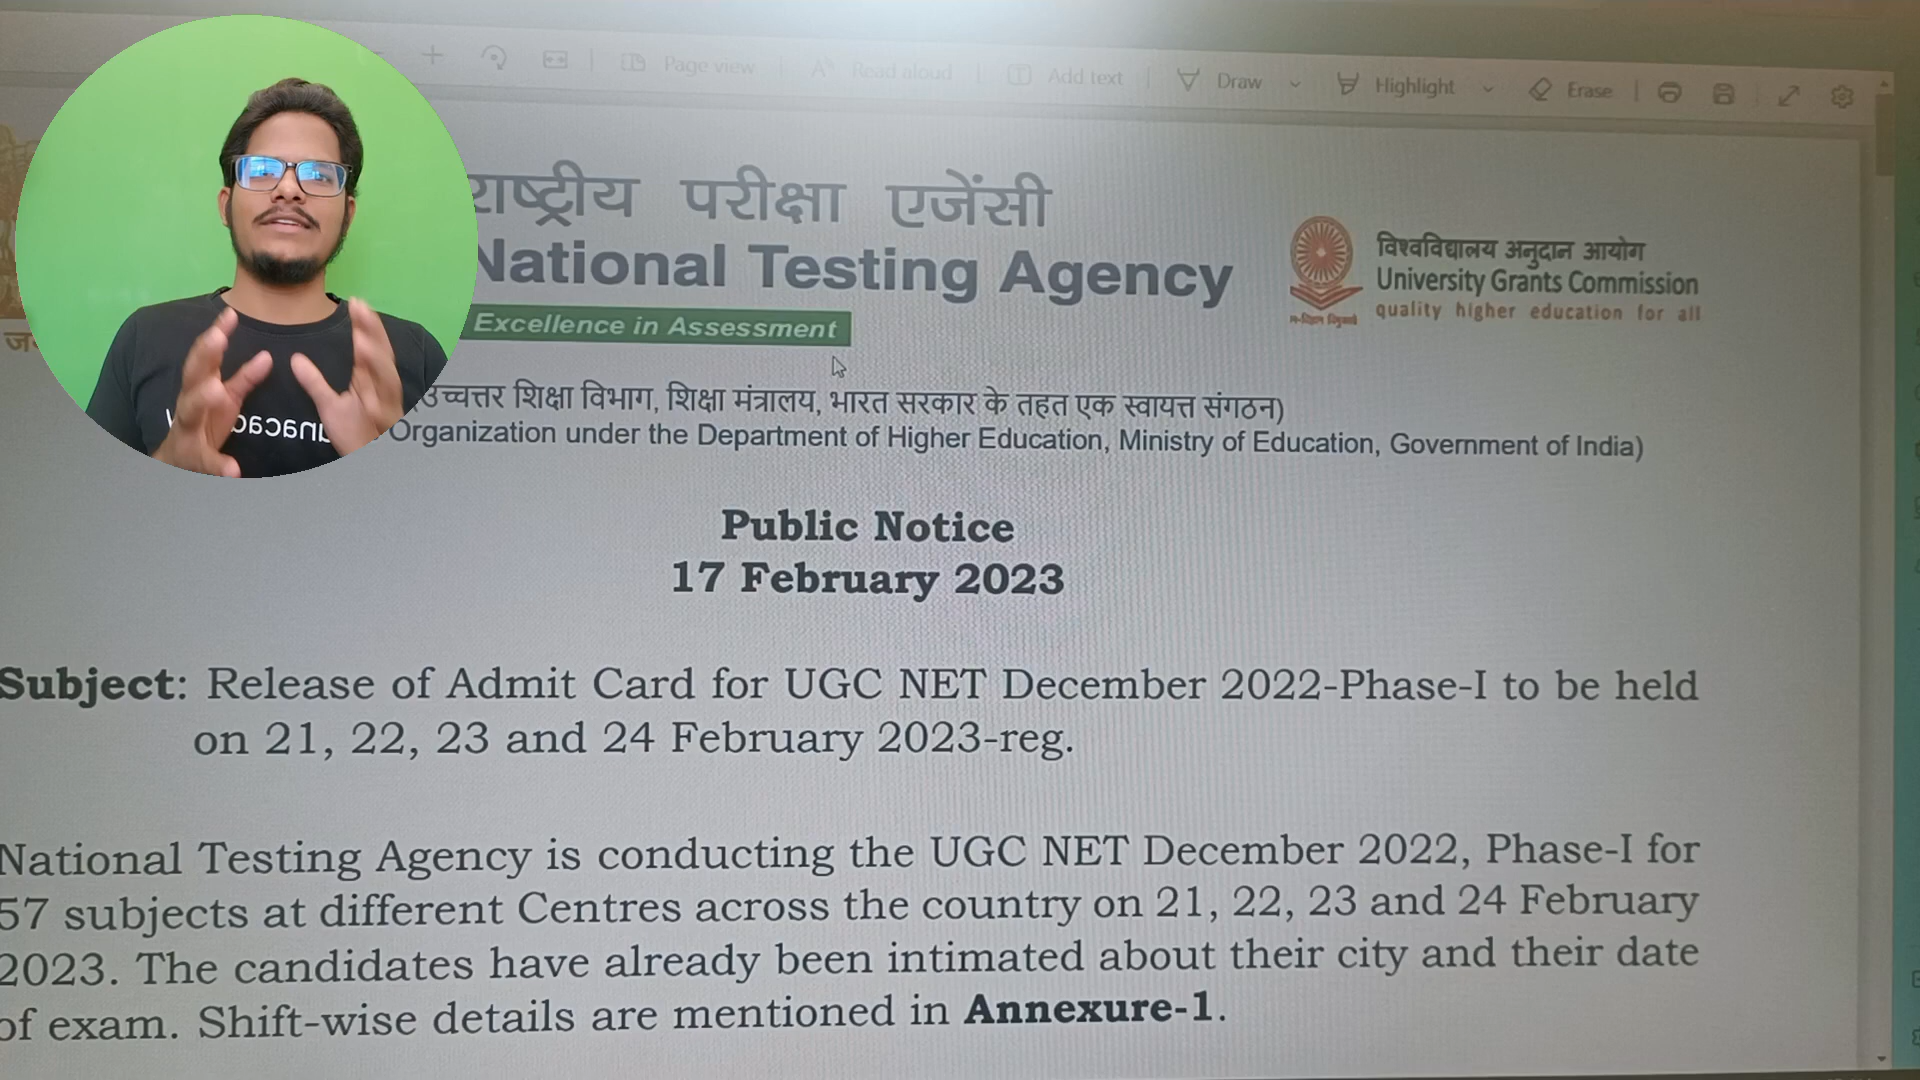 Page view
Read aloud
Add text
Draw
Highlight
Erase
राष्ट्रीय परीक्षा एजेंसी
National Testing Agency
Excellence in Assessment
विश्वविद्यालय अनुदान आयोग
University Grants Commission
quality higher education for all
उच्चत्तर शिक्षा विभाग, शिक्षा मंत्रालय, भारत सरकार के तहत एक स्वायत्त संगठन)
Organization under the Department of Higher Education, Ministry of Education, Government of India)
Public Notice
17 February 2023
Subject: Release of Admit Card for UGC NET December 2022-Phase-I to be held
on 21, 22, 23 and 24 February 2023-reg.
National Testing Agency is conducting the UGC NET December 2022, Phase-I for
57 subjects at different Centres across the country on 21, 22, 23 and 24 February
2023. The candidates have already been intimated about their city and their date
of exam. Shift-wise details are mentioned in Annexure-1.